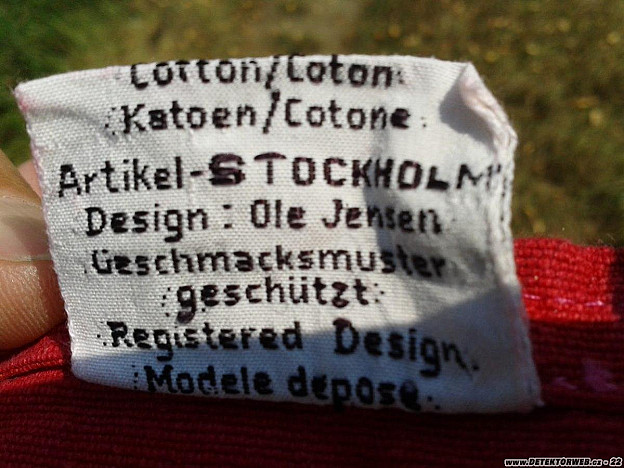 Cotton/Coton
Katoen/Cotone
Artikel-STOCKHOLM
Design: Ole Jensen
Geschmacksmuster
geschützt
Registered Design
Modele depose
www.DETEKTORWEB.cz - 22